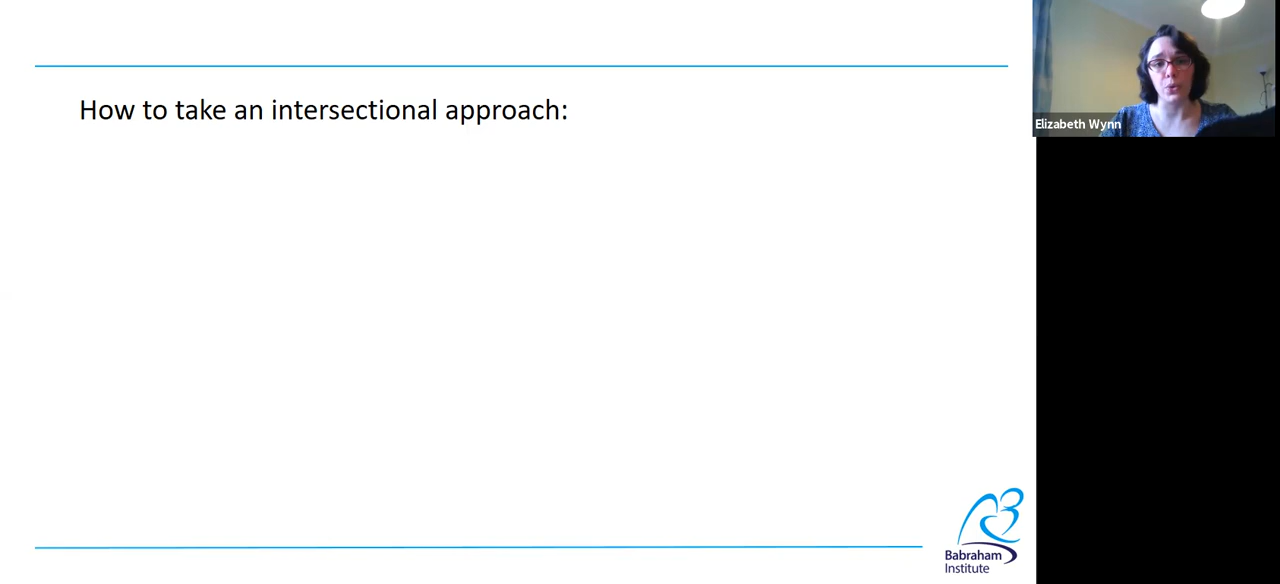 How to take an intersectional approach:
Elizabeth Wynn
Babraham
Institute